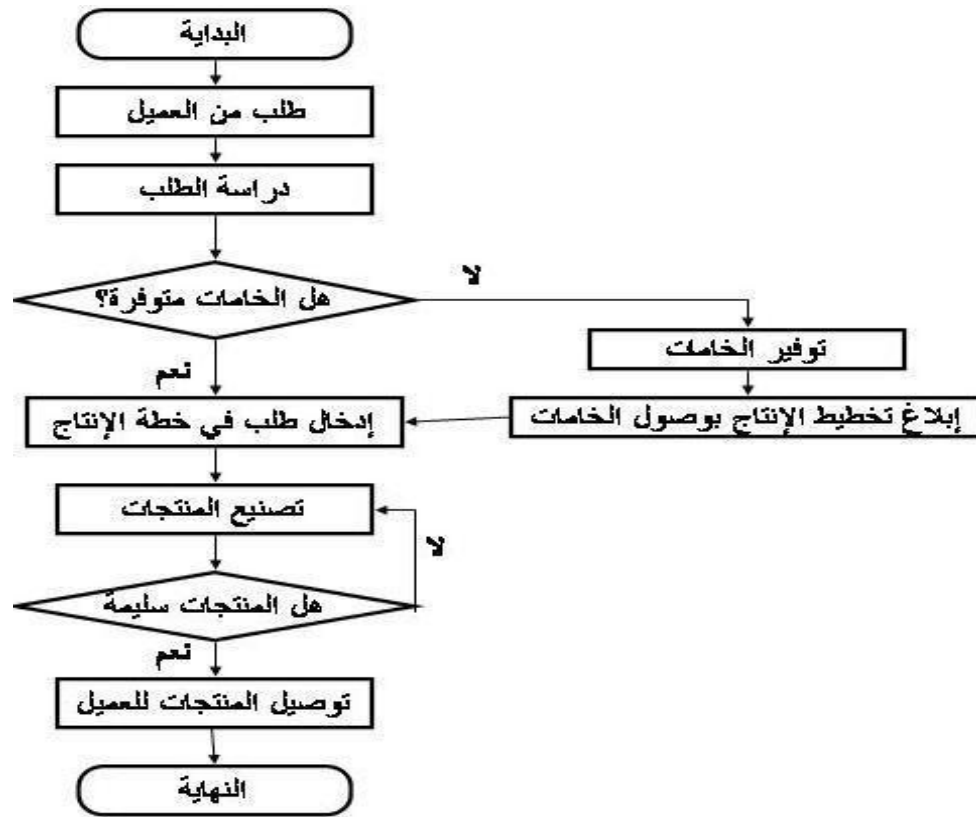 البداية
طلب من العميل
دراسة الطلب
هل الخامات متوفرة؟
لا
توفير الخامات
نعم
إبلاغ تخطيط الإنتاج بوصول الخامات
إدخال طلب في خطة الإنتاج
تصنيع المنتجات
لا
هل المنتجات سليمة
نعم
توصيل المنتجات للعميل
النهاية